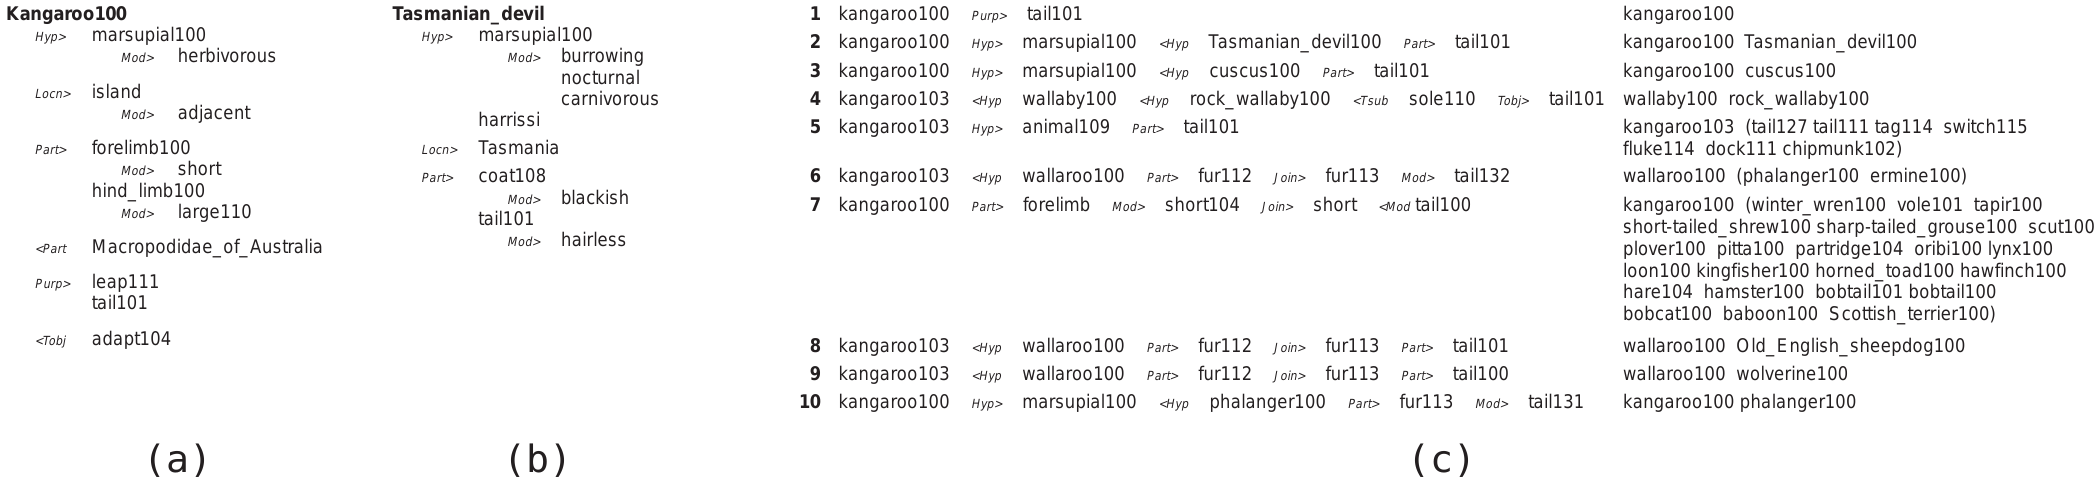 Kangaroo100
Hyp> marsupial100
Mod> herbivorous
Locn> island
Mod> adjacent
Part> forelimb100
Mod> short
hind_limb100
Mod> large110
<Part Macropodidae_of_Australia
Purp> leap111
tail101
<Tobj adapt104
(a)
Tasmanian_devil
Hyp> marsupial100
Mod> burrowing
nocturnal
carnivorous
harrissi
Locn> Tasmania
Part> coat108
Mod> blackish
tail101
Mod> hairless
(b)
1 kangaroo100 Purp> tail101 kangaroo100
2 kangaroo100 Hyp> marsupial100 <Hyp Tasmanian_devil100 Part> tail101 kangaroo100 Tasmanian_devil100
3 kangaroo100 Hyp> marsupial100 <Hyp cuscus100 Part> tail101 kangaroo100 cuscus100
4 kangaroo103 <Hyp wallaby100 <Hyp rock_wallaby100 <Tsub sole110 Tobj> tail101 wallaby100 rock_wallaby100
5 kangaroo103 Hyp> animal109 Part> tail101 kangaroo103 (tail127 tail111 tag114 switch115
fluke114 dock111 chipmunk102)
6 kangaroo103 <Hyp wallaroo100 Part> fur112 Join> fur113 Mod> tail132 wallaroo100 (phalanger100 ermine100)
7 kangaroo100 Part> forelimb Mod> short104 Join> short <Mod tail100 kangaroo100 (winter_wren100 vole101 tapir100
short-tailed_shrew100 sharp-tailed_grouse100 scut100
plover100 pitta100 partridge104 oribi100 lynx100
loon100 kingfisher100 horned_toad100 hawfinch100
hare104 hamster100 bobtail101 bobtail100
bobcat100 baboon100 Scottish_terrier100)
8 kangaroo103 <Hyp wallaroo100 Part> fur112 Join> fur113 Part> tail101 wallaroo100 Old_English_sheepdog100
9 kangaroo103 <Hyp wallaroo100 Part> fur112 Join> fur113 Part> tail100 wallaroo100 wolverine100
10 kangaroo100 Hyp> marsupial100 <Hyp phalanger100 Part> fur113 Mod> tail131 kangaroo100 phalanger100
(c)